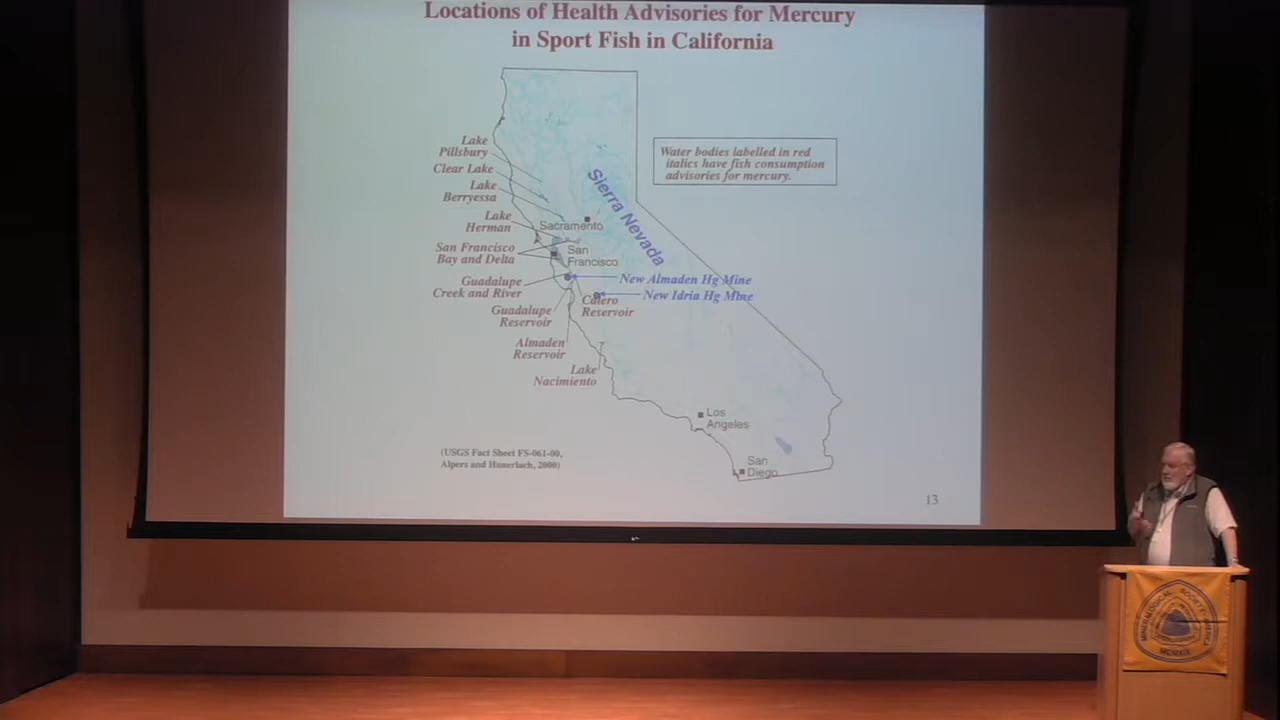 Locations of Health Advisories for Mercury
in Sport Fish in California
Lake
Pillsbury
Clear Lake
Lake
Berryessa
Lake
Herman
San Francisco
Bay and Delta
Guadalupe
Creek and River
Guadalupe
Reservoir
Almaden
Reservoir
Lake
Nacimiento
Water bodies labelled in red
italics have fish consumption
advisories for mercury.
Sierra Nevada
Sacramento
San
Francisco
New Almaden Hg Mine
New Idria Hg Mine
Calero
Reservoir
Los
Angeles
San
Diego
(USGS Fact Sheet FS-061-00,
Alpers and Hunerlach, 2000)
13
MINERALOGICAL SOCIETY
MCMXIX